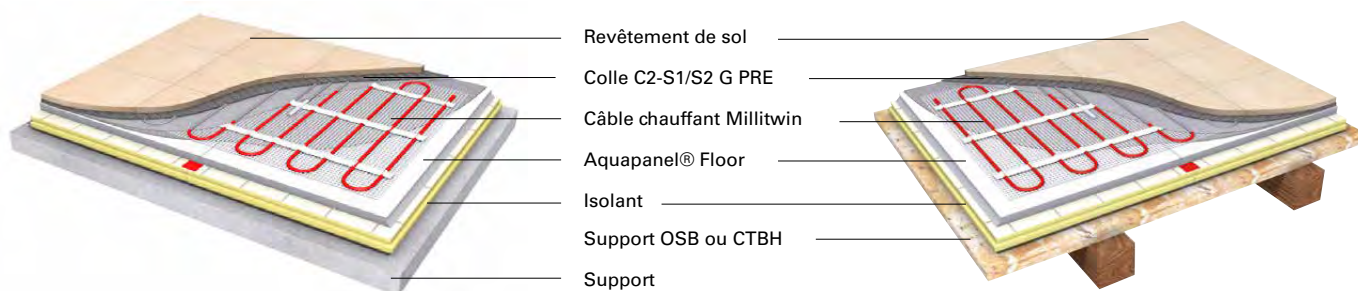 Revêtement de sol
Colle C2-S1/S2 G PRE
Câble chauffant Millitwin
Aquapanel® Floor
Isolant
Support OSB ou CTBH
Support